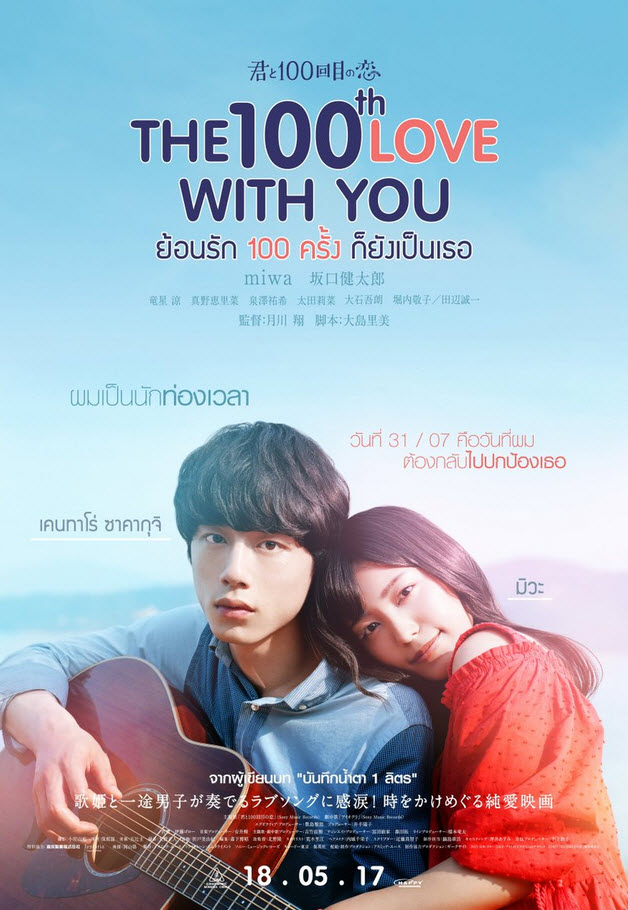 君と100回目の恋
THE 100th LOVE
WITH YOU
ย้อนรัก 100 ครั้ง ก็ยังเป็นเธอ
miwa 坂口健太郎
竜星 涼 真野恵里菜 泉澤祐希 太田莉菜 大石吾朗 堀内敬子／田辺誠一
監督：月川 翔 脚本：大島里美
ผมเป็นนักท่องเวลา
วันที่ 31 / 07 คือวันที่ผม
ต้องกลับไปปกป้องเธอ
เคนทาโร่ ซาคากุจิ
มิวะ
จากผู้เขียนบท "บันทึกน้ำตา 1 ลิตร"
歌姫と一途男子が奏でるラブソングに感涙！時をかけめぐる純愛映画
18 . 05 . 17
HAPPY